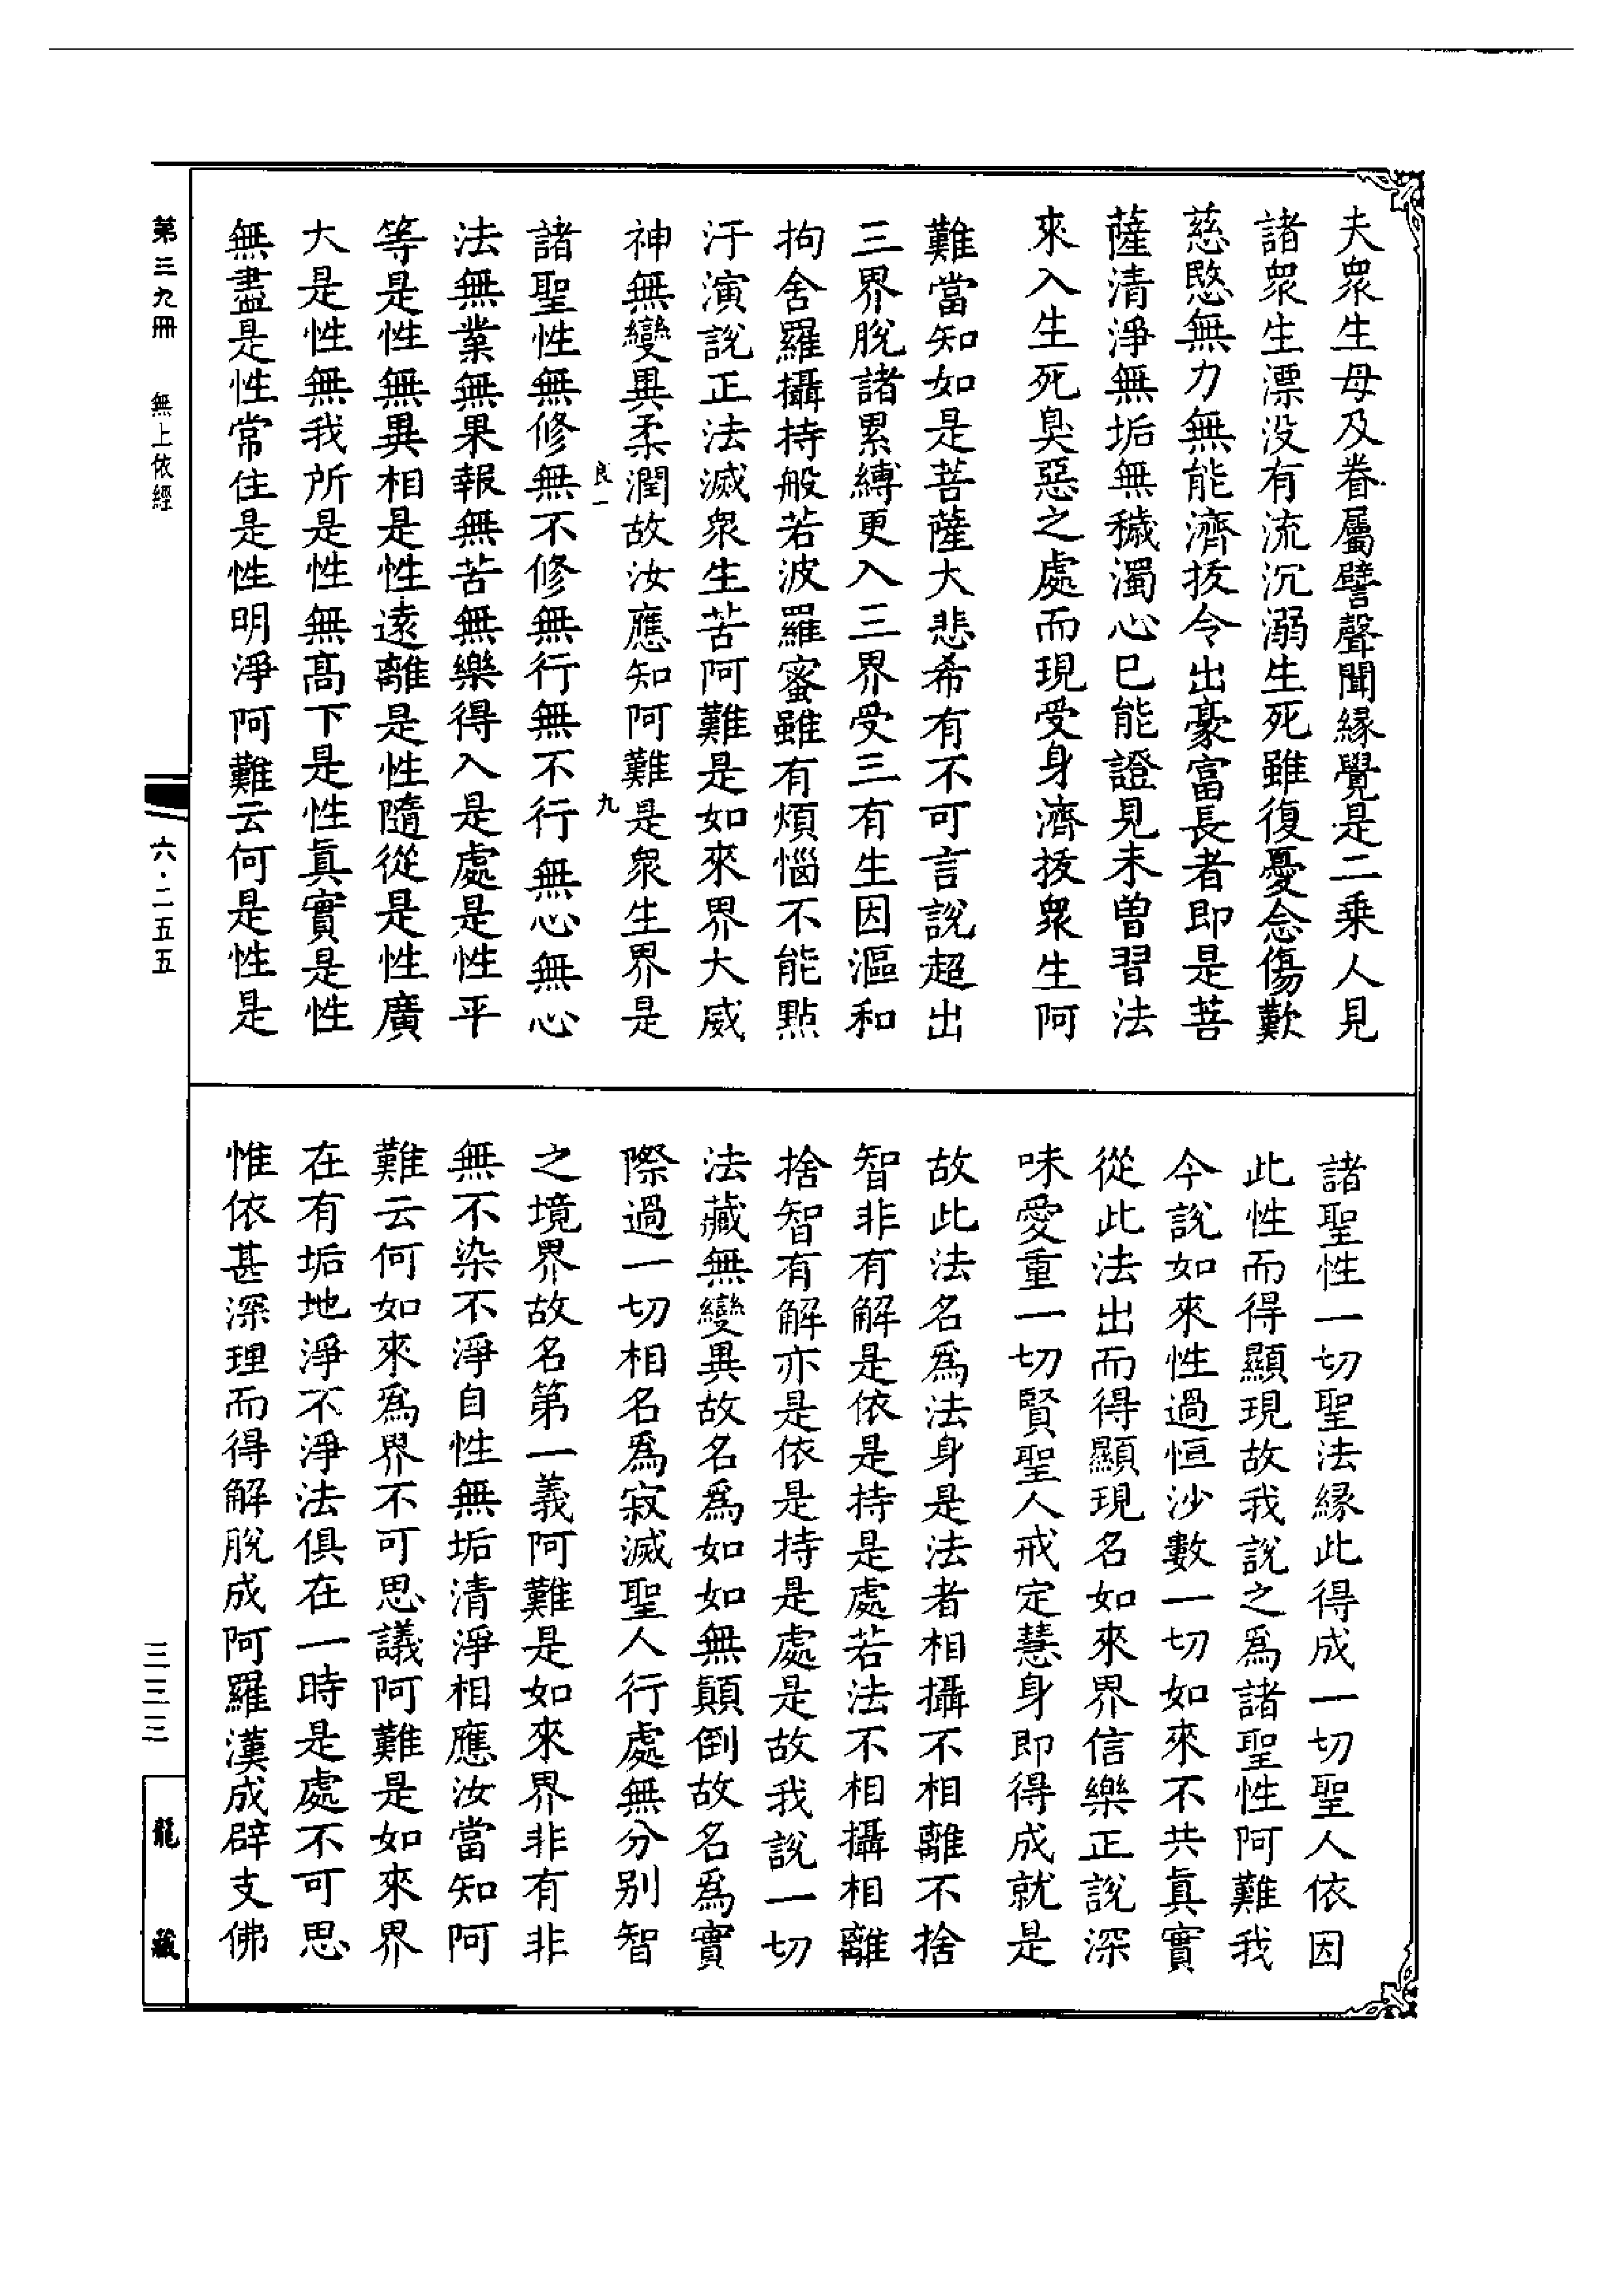 夫衆生母及眷屬譬聲聞縁覺是二乗人見
諸衆生漂没有流沉溺生死雖復憂念傷歎
慈愍無力無能濟拔令出豪富長者即是菩
薩清淨無垢無穢濁心已能證見未曽習法
來入生死臭惡之處而現受身濟拔衆生阿
難當知如是菩薩大悲希有不可言說超出
三界脫諸累縛更入三界受三有生因漚和
拘舍羅攝持般若波羅蜜雖有煩惱不能㸃
汙演說正法滅衆生苦阿難是如來界大威
神無變異柔潤故汝應知阿難是衆生界是
良一 九
諸聖性無修無不修無行無不行無心無心
法無業無果報無苦無樂得入是處是性平
等是性無異相是性遠離是性隨從是性廣
大是性無我所是性無髙下是性眞實是性
無盡是性常住是性明淨阿難云何是性是
諸聖性一切聖法縁此得成一切聖人依因
此性而得顯現故我說之爲諸聖性阿難我
今說如來性過恒沙數一切如來不共眞實
從此法出而得顯現名如來界信樂正說深
味愛重一切賢聖人戒定慧身即得成就是
故此法名爲法身是法者相攝不相離不捨
智非有解是依是持是處若法不相攝相離
捨智有解亦是依是持是處是故我說一切
法藏無變異故名爲如如無顛倒故名爲實
際過一切相名爲寂滅聖人行處無分别智
之境界故名第一義阿難是如來界非有非
無不染不淨自性無垢清淨相應汝當知阿
難云何如來爲界不可思議阿難是如來界
在有垢地淨不淨法俱在一時是處不可思
惟依甚深理而得解脫成阿羅漢成辟支佛
第三九冊 無上依經
六·二五五
三三三
龍藏